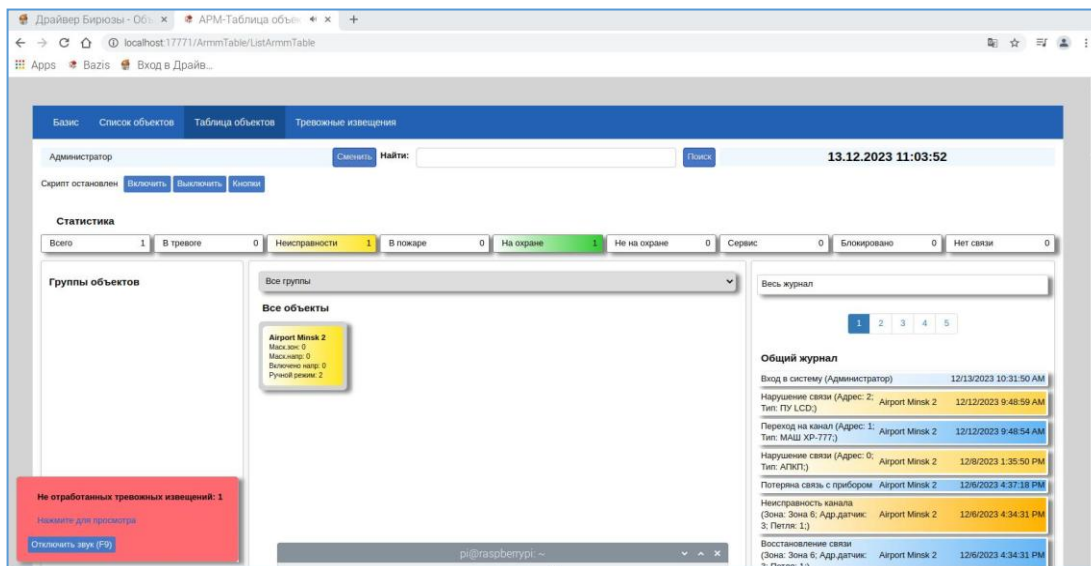 Драйвер Бирюзы - Об
АРМ-Таблица объек
localhost:17771/ArmmTable/ListArmmTable
Apps
Bazis
Вход в Драйв...
Базис
Список объектов
Таблица объектов
Тревожные извещения
Администратор
Сменить
Найти:
Поиск
13.12.2023 11:03:52
Скрипт остановлен
Включить
Выключить
Кнопки
Статистика
Всего 1
В тревоге 0
Неисправности 1
В пожаре 0
На охране 1
Не на охране 0
Сервис 0
Блокировано 0
Нет связи 0
Группы объектов
Все группы
Все объекты
Airport Minsk 2
Маск.зон: 0
Маск.напр: 0
Включено напр: 0
Ручной режим: 2
Весь журнал
1 2 3 4 5
Общий журнал
Вход в систему (Администратор) 12/13/2023 10:31:50 AM
Нарушение связи (Адрес: 2;
Тип: ПУ LCD;) Airport Minsk 2 12/12/2023 9:48:59 AM
Переход на канал (Адрес: 1;
Тип: МАШ ХР-777;) Airport Minsk 2 12/12/2023 9:48:54 AM
Нарушение связи (Адрес: 0;
Тип: АПКП;) Airport Minsk 2 12/8/2023 1:35:50 PM
Потеряна связь с прибором Airport Minsk 2 12/6/2023 4:37:18 PM
Неисправность канала
(Зона: Зона 6; Адр.датчик:
3; Петля: 1;) Airport Minsk 2 12/6/2023 4:34:31 PM
Восстановление связи
(Зона: Зона 6; Адр.датчик: Airport Minsk 2 12/6/2023 4:34:31 PM
3; Петля: 1;)
Не отработанных тревожных извещений: 1
Нажмите для просмотра
Отключить звук (F9)
pi@raspberrypi: ~